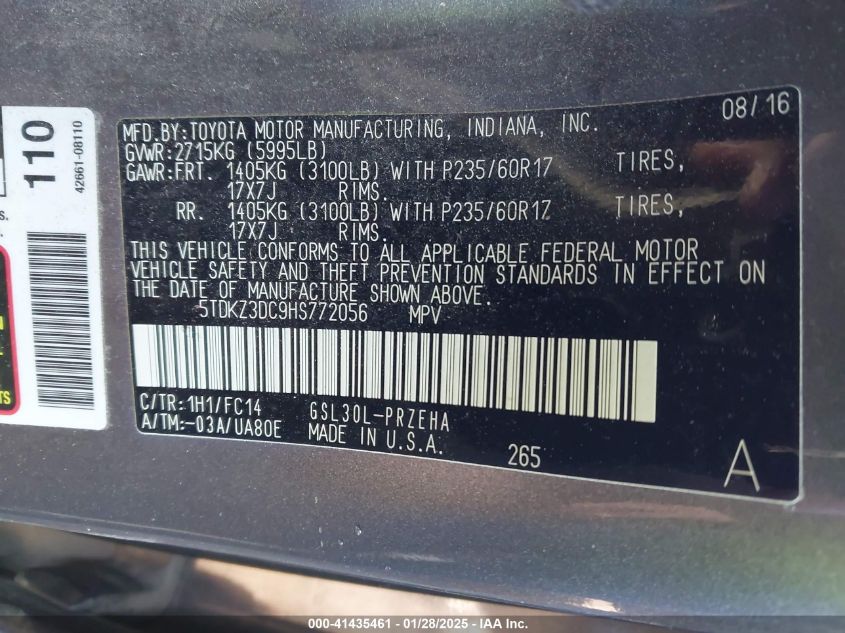 110
42661-08110
s.
TS
08/16
MFD.BY:TOYOTA MOTOR MANUFACTURING, INDIANA, INC.
GVWR:2715KG (5995LB)
GAWR:FRT. 1405KG (3100LB) WITH P235/60R17 TIRES,
17X7J RIMS.
RR. 1405KG (3100LB) WITH P235/60R17 TIRES,
17X7J RIMS.
THIS VEHICLE CONFORMS TO ALL APPLICABLE FEDERAL MOTOR
VEHICLE SAFETY AND THEFT PREVENTION STANDARDS IN EFFECT ON
THE DATE OF MANUFACTURE SHOWN ABOVE.
5TDKZ3DC9HS772056 MPV
C/TR:1H1/FC14 GSL30L-PRZEHA
A/TM:-03A/UA80E MADE IN U.S.A.
265
A
000-41435461 | 01/28/2025 | IAA Inc.